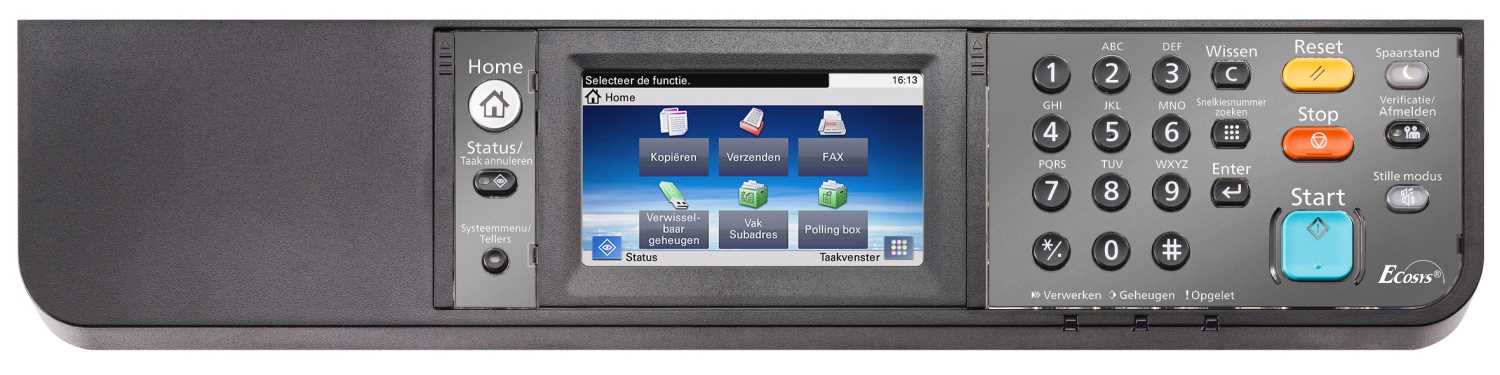 Home
Status/
Taak annuleren
Systeemmenu/
Tellers
Selecteer de functie.
16:13
Home
Kopiëren
Verzenden
FAX
Verwissel-
baar
geheugen
Vak
Subadres
Polling box
Status
Taakvenster
ABC
DEF
1
2
3
GHI
JKL
MNO
4
5
6
PQRS
TUV
WXYZ
7
8
9
*/.
0
#
Wissen
C
Snelkiesnummer
zoeken
Enter
Reset
Stop
Start
Spaarstand
Verificatie/
Afmelden
Stille modus
Verwerken
Geheugen
! Opgelet
ECOSYS®